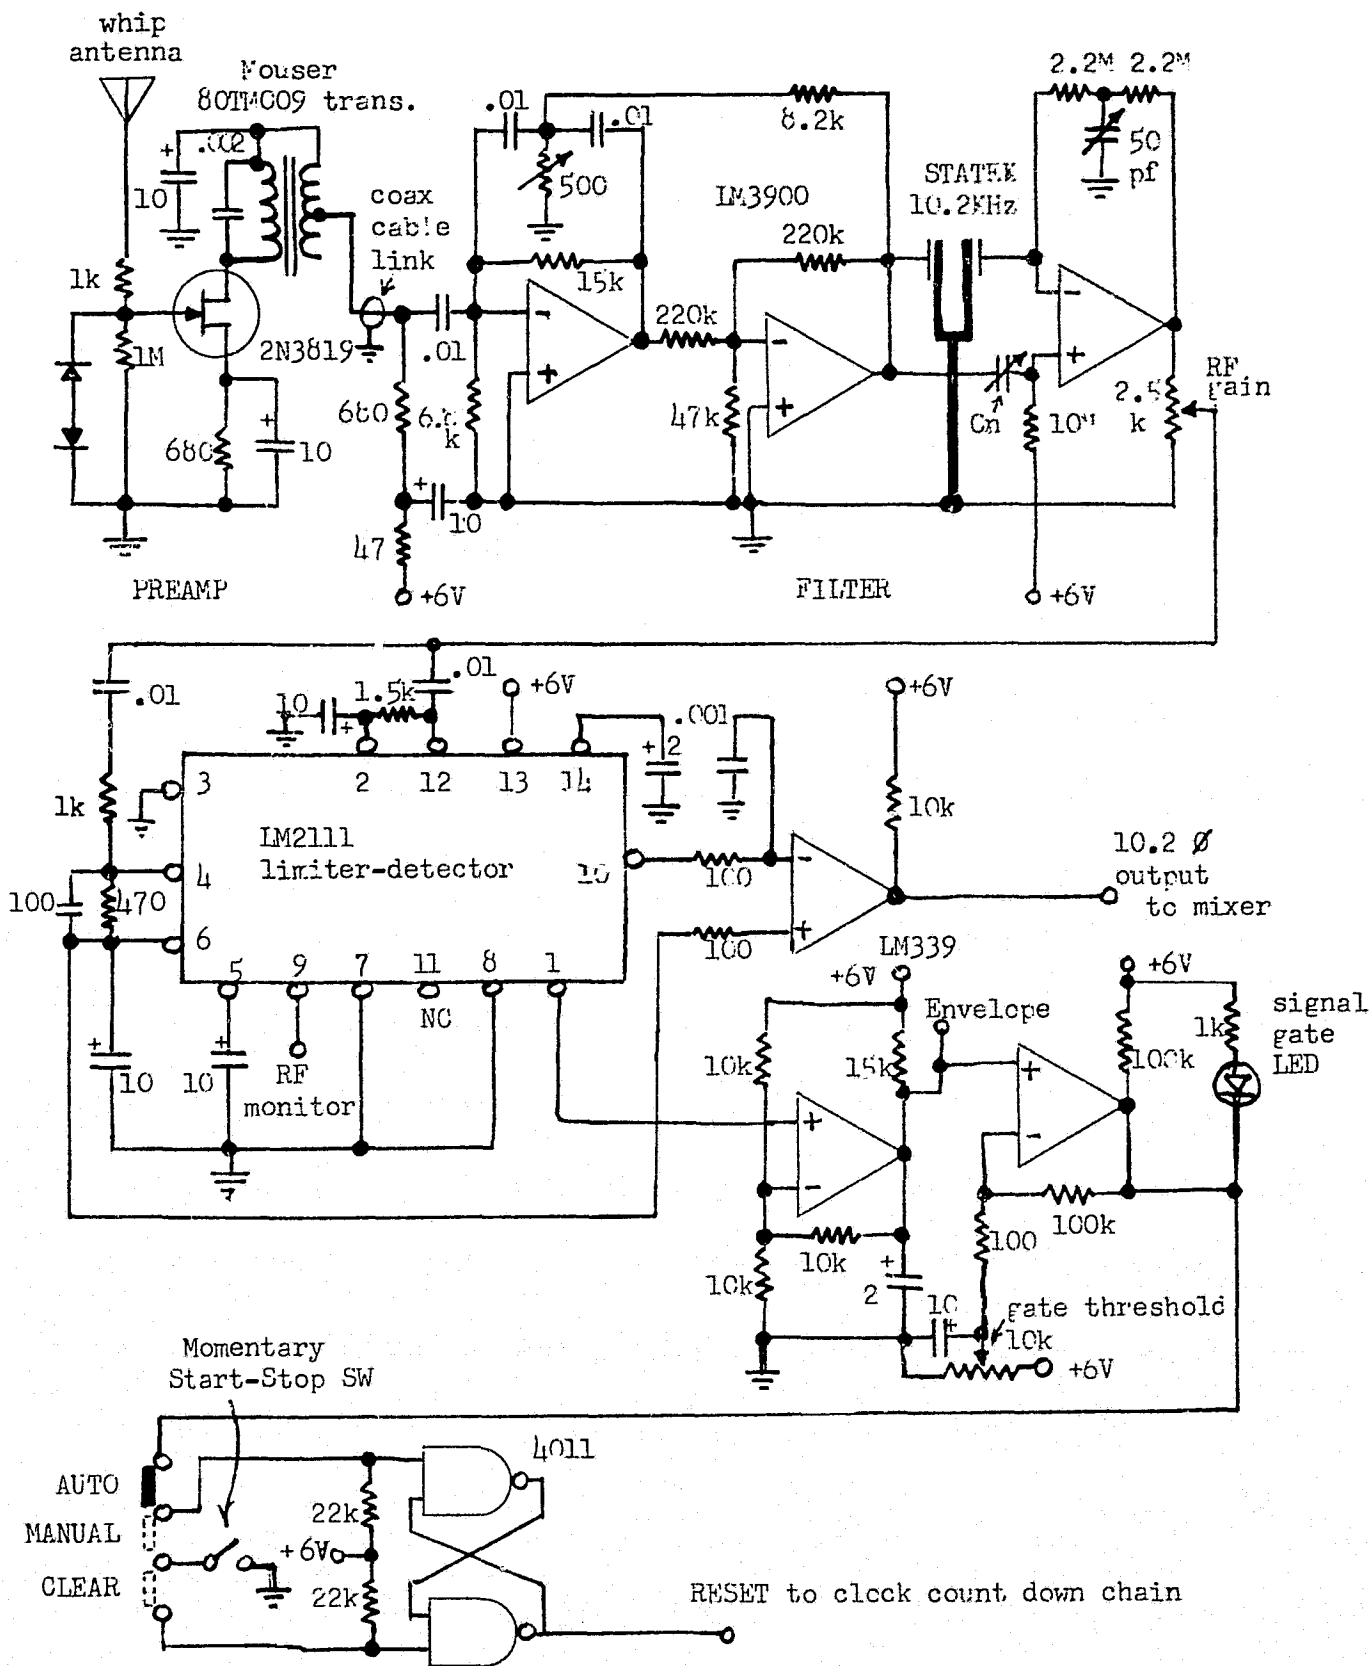 whip
antenna
Mouser
80TM009 trans.
.002
+
10
1k
1M
2N3819
680
+
10
coax
cable
link
.01
680
6.8
k
+
10
47
+6V
PREAMP
.01
.01
500
8.2k
15k
-
+
220k
47k
LM3900
220k
-
+
STATEK
10.2KHz
2.2M 2.2M
50
pf
-
+
Cn
10M
+6V
2.5
k
RF
gain
FILTER
.01
1k
100
470
+
10
10
+
1.5k
.01
+6V
+ 2
.001
3
2
12
13
14
LM2111
limiter-detector
4
10
6
5
9
7
11
8
1
NC
+
10
RF
monitor
100
100
-
+
+6V
10k
10.2 Ø
output
to mixer
LM339
+6V
Envelope
10k
15k
+
-
10k
10k
+
2
10
+
+
-
+6V
100k
1k
signal
gate
LED
100k
100
gate threshold
10k
+6V
Momentary
Start-Stop SW
AUTO
MANUAL
CLEAR
22k
+6V
22k
4011
RESET to clock count down chain